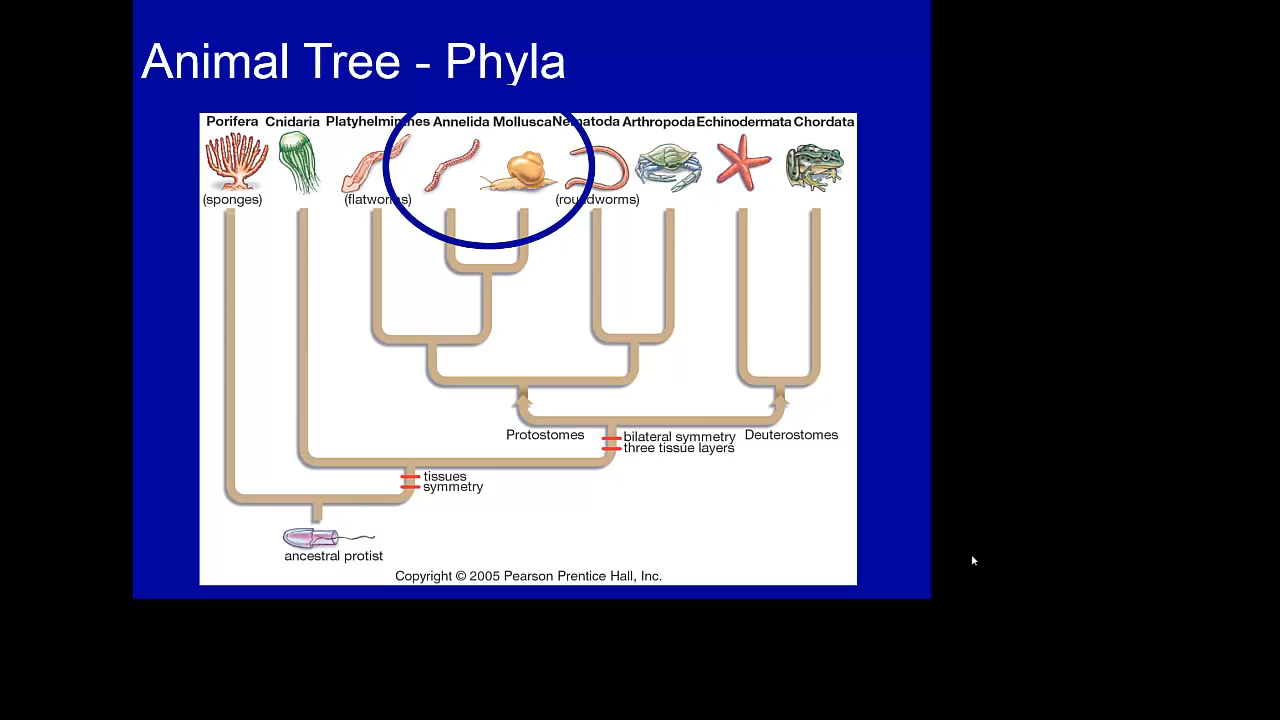 Animal Tree - Phyla
Porifera Cnidaria Platyhelminthes Annelida Mollusca Nematoda Arthropoda Echinodermata Chordata
(sponges) (flatworms) (roundworms)
Protostomes bilateral symmetry Deuterostomes
three tissue layers
tissues
symmetry
ancestral protist
Copyright © 2005 Pearson Prentice Hall, Inc.